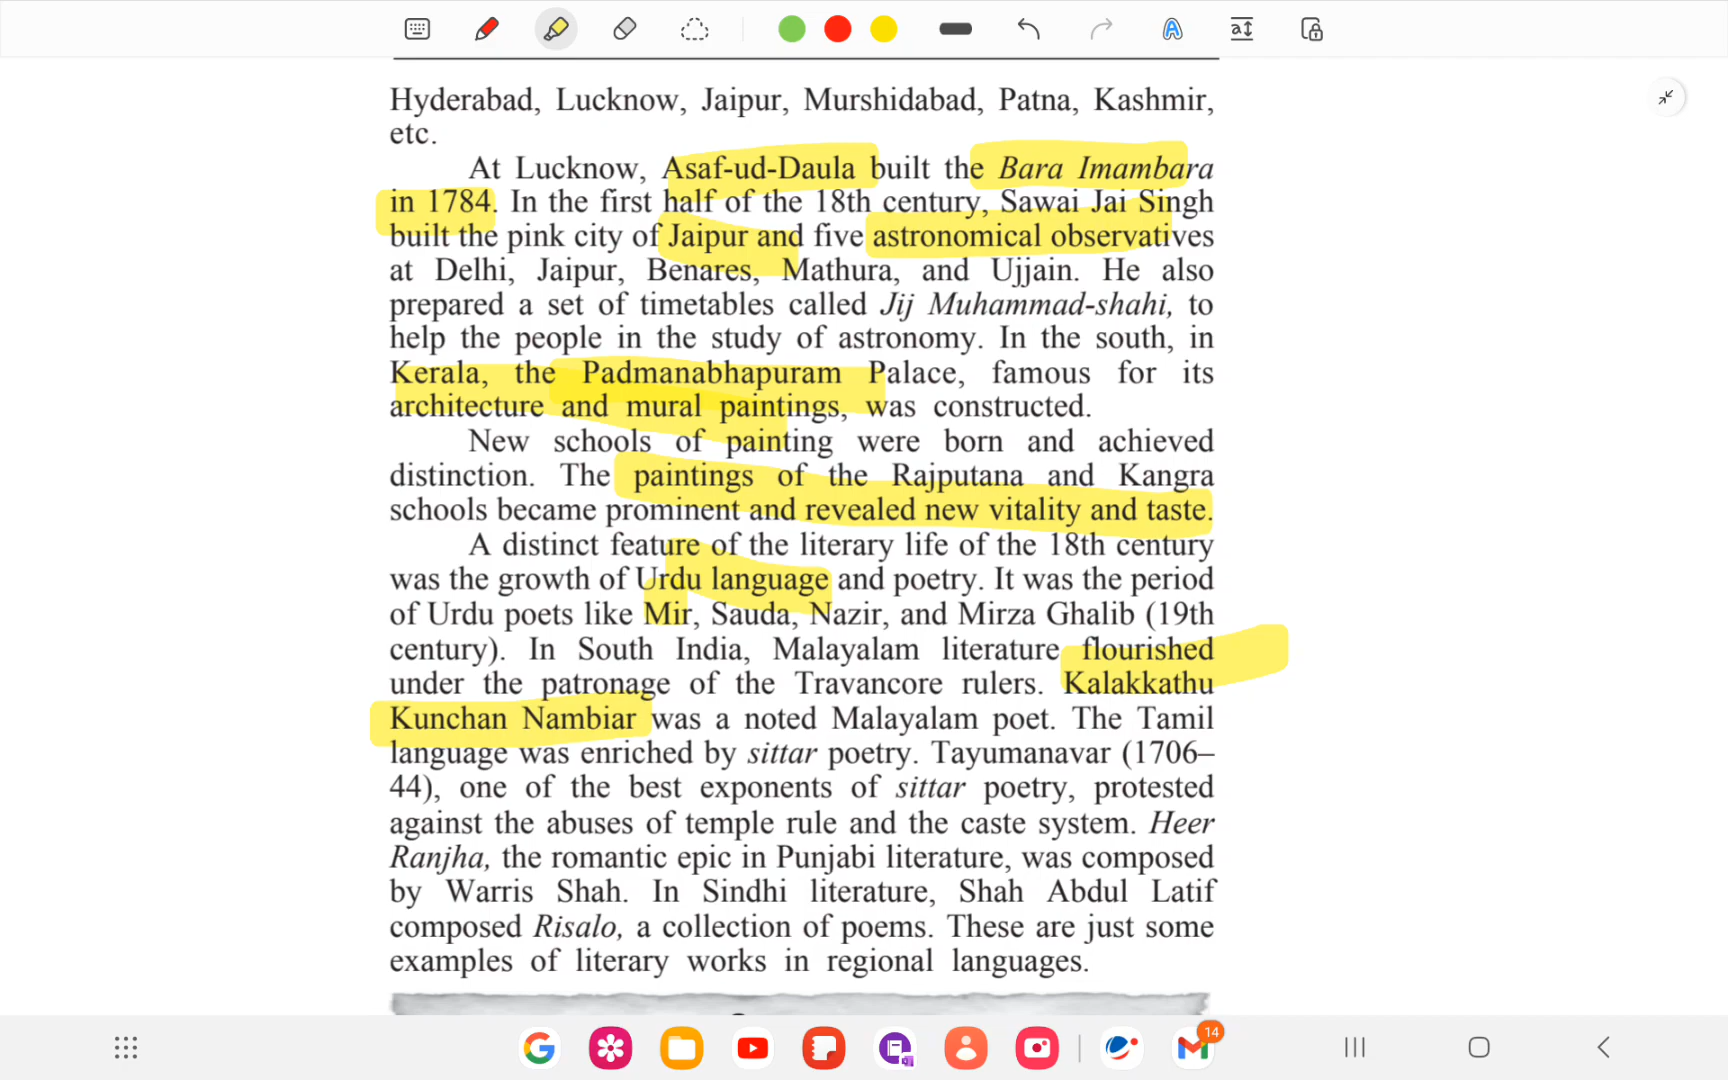 Hyderabad, Lucknow, Jaipur, Murshidabad, Patna, Kashmir,
etc.
At Lucknow, Asaf-ud-Daula built the Bara Imambara
in 1784. In the first half of the 18th century, Sawai Jai Singh
built the pink city of Jaipur and five astronomical observatives
at Delhi, Jaipur, Benares, Mathura, and Ujjain. He also
prepared a set of timetables called Jij Muhammad-shahi, to
help the people in the study of astronomy. In the south, in
Kerala, the Padmanabhapuram Palace, famous for its
architecture and mural paintings, was constructed.
New schools of painting were born and achieved
distinction. The paintings of the Rajputana and Kangra
schools became prominent and revealed new vitality and taste.
A distinct feature of the literary life of the 18th century
was the growth of Urdu language and poetry. It was the period
of Urdu poets like Mir, Sauda, Nazir, and Mirza Ghalib (19th
century). In South India, Malayalam literature flourished
under the patronage of the Travancore rulers. Kalakkathu
Kunchan Nambiar was a noted Malayalam poet. The Tamil
language was enriched by sittar poetry. Tayumanavar (1706–
44), one of the best exponents of sittar poetry, protested
against the abuses of temple rule and the caste system. Heer
Ranjha, the romantic epic in Punjabi literature, was composed
by Warris Shah. In Sindhi literature, Shah Abdul Latif
composed Risalo, a collection of poems. These are just some
examples of literary works in regional languages.
14